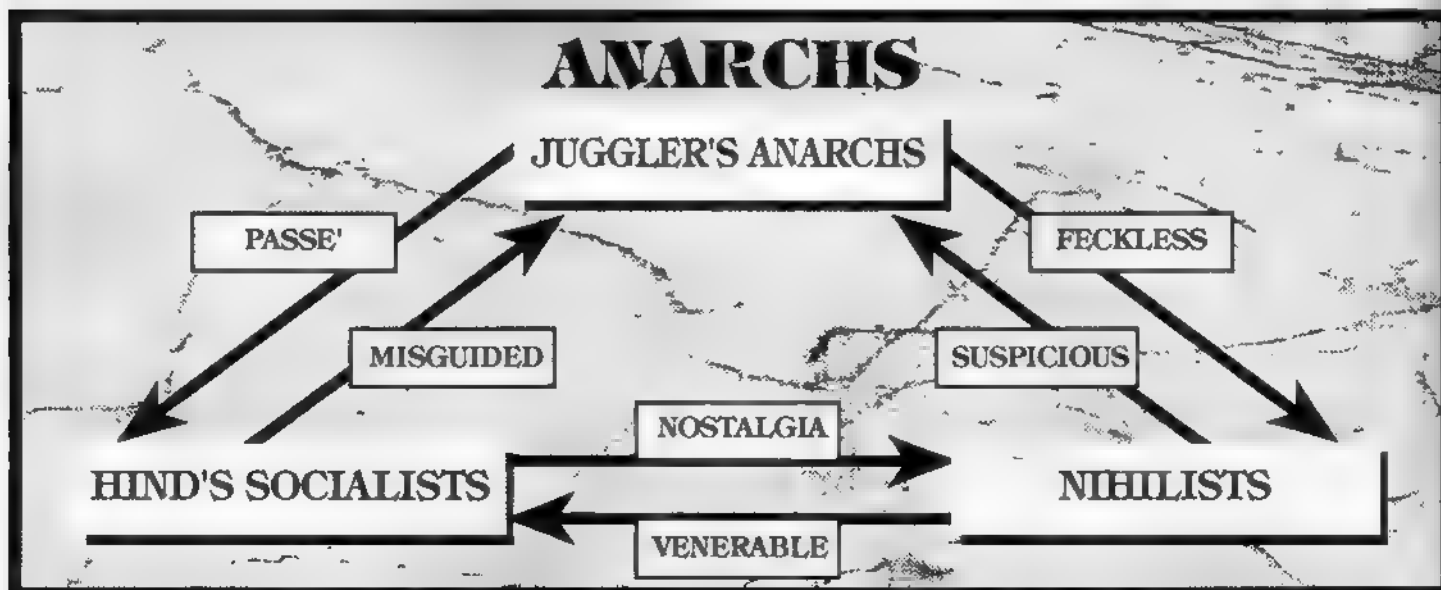 ANARCHS
JUGGLER'S ANARCHS
PASSE'
FECKLESS
MISGUIDED
SUSPICIOUS
NOSTALGIA
HIND'S SOCIALISTS
NIHILISTS
VENERABLE